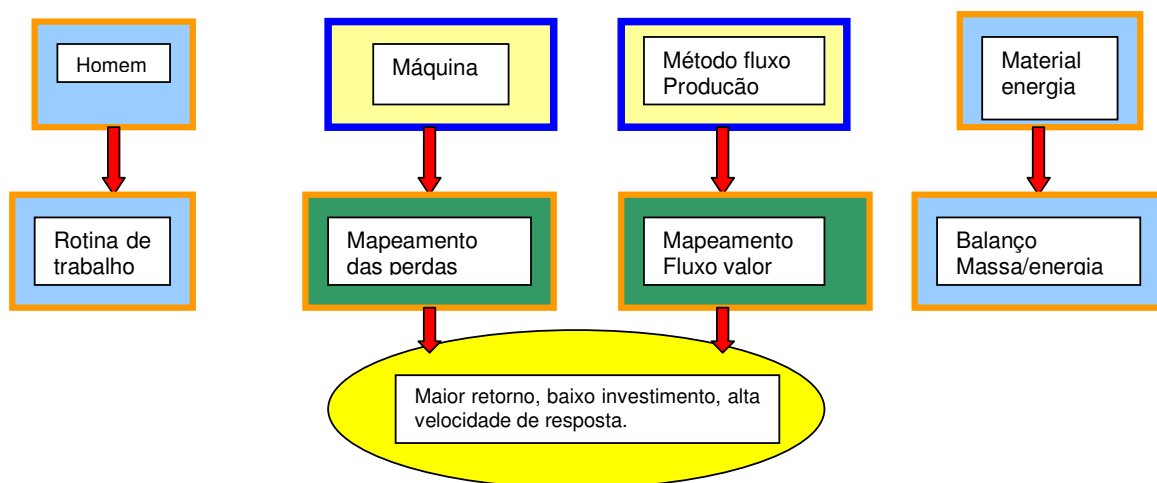 Homem
Máquina
Método fluxo
Producão
Material
energia
Rotina de
trabalho
Mapeamento
das perdas
Mapeamento
Fluxo valor
Balanço
Massa/energia
Maior retorno, baixo investimento, alta
velocidade de resposta.